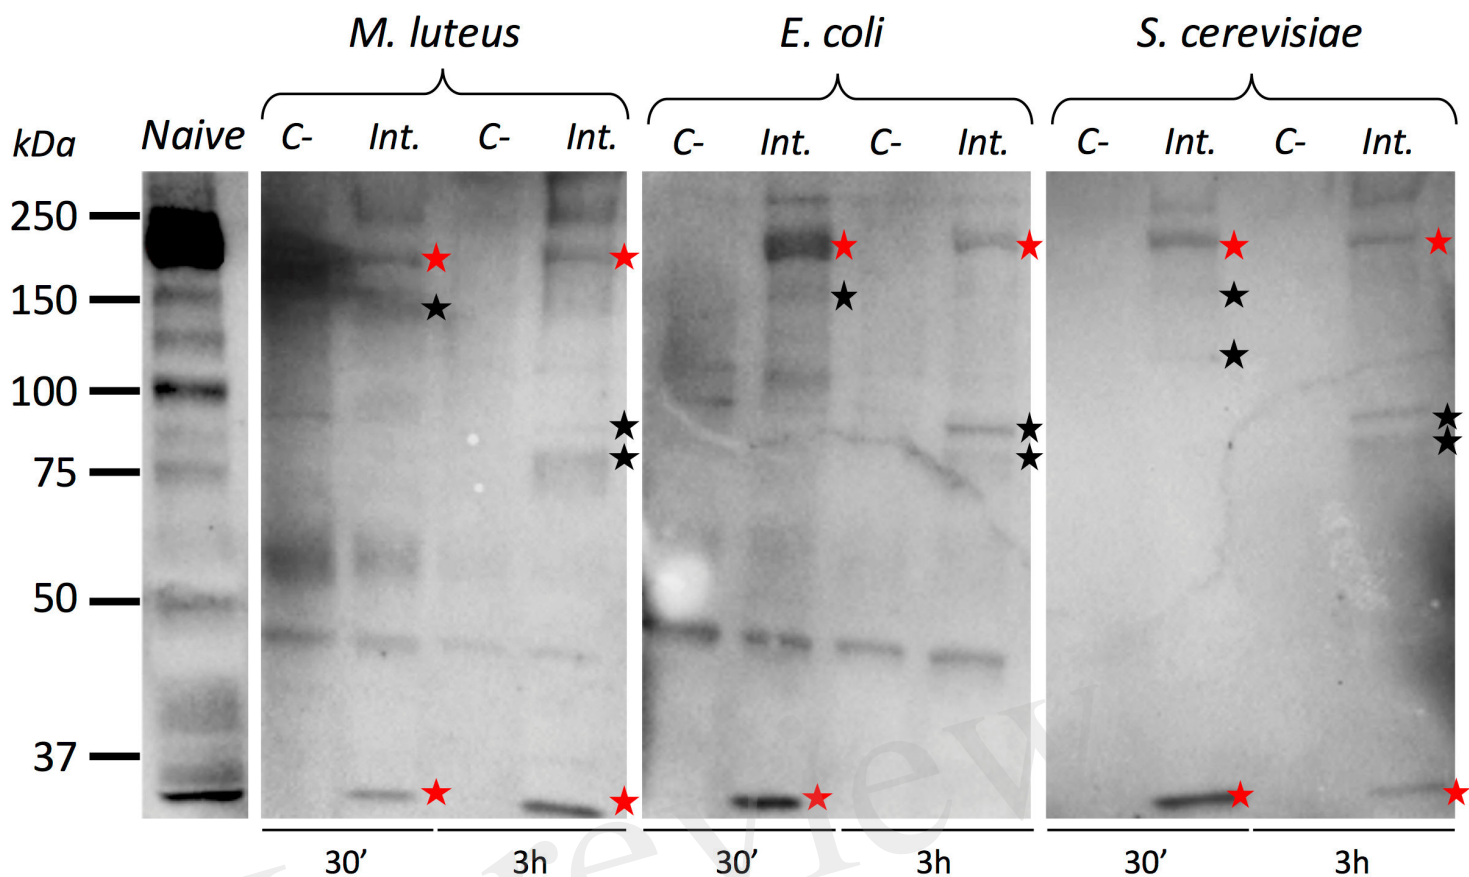 M. luteus E. coli S. cerevisiae
kDa Naive C- Int. C- Int. C- Int. C- Int. C- Int. C- Int.
250
150
100
75
50
37
30’ 3h 30’ 3h 30’ 3h
review